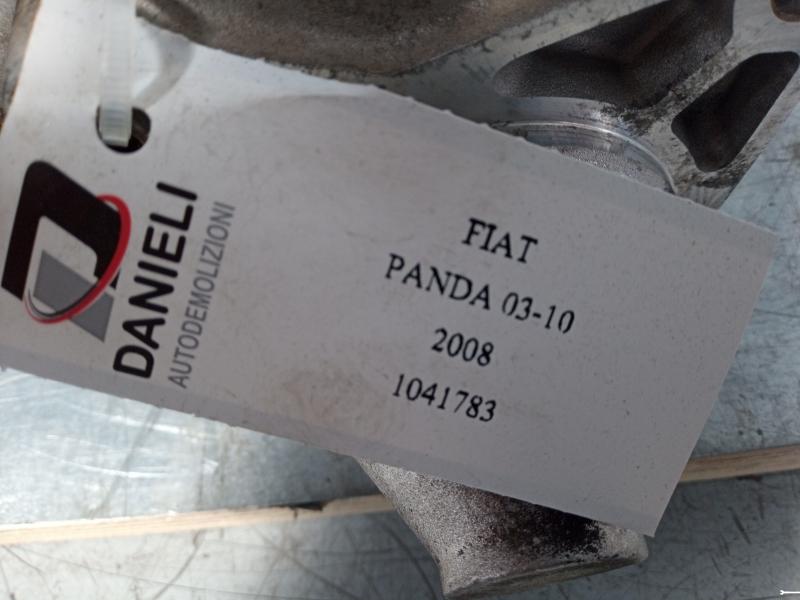 DANIELI
AUTODEMOLIZIONI
FIAT
PANDA 03-10
2008
1041783